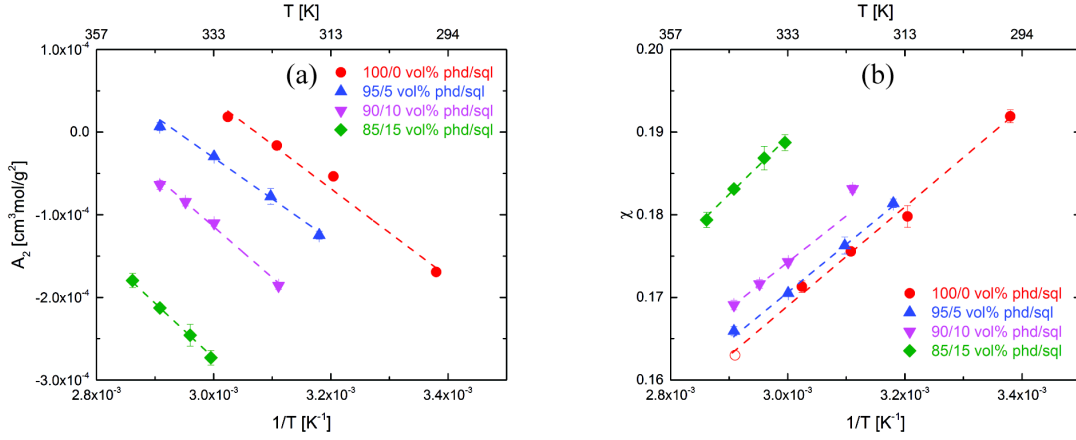 T [K]
357 333 313 294
1.0x10⁻⁴
0.0
-1.0x10⁻⁴
-2.0x10⁻⁴
-3.0x10⁻⁴
A₂ [cm³mol/g²]
(a)
100/0 vol% phd/sql
95/5 vol% phd/sql
90/10 vol% phd/sql
85/15 vol% phd/sql
2.8x10⁻³ 3.0x10⁻³ 3.2x10⁻³ 3.4x10⁻³
1/T [K⁻¹]
T [K]
357 333 313 294
0.20
0.19
0.18
0.17
0.16
χ
(b)
100/0 vol% phd/sql
95/5 vol% phd/sql
90/10 vol% phd/sql
85/15 vol% phd/sql
2.8x10⁻³ 3.0x10⁻³ 3.2x10⁻³ 3.4x10⁻³
1/T [K⁻¹]